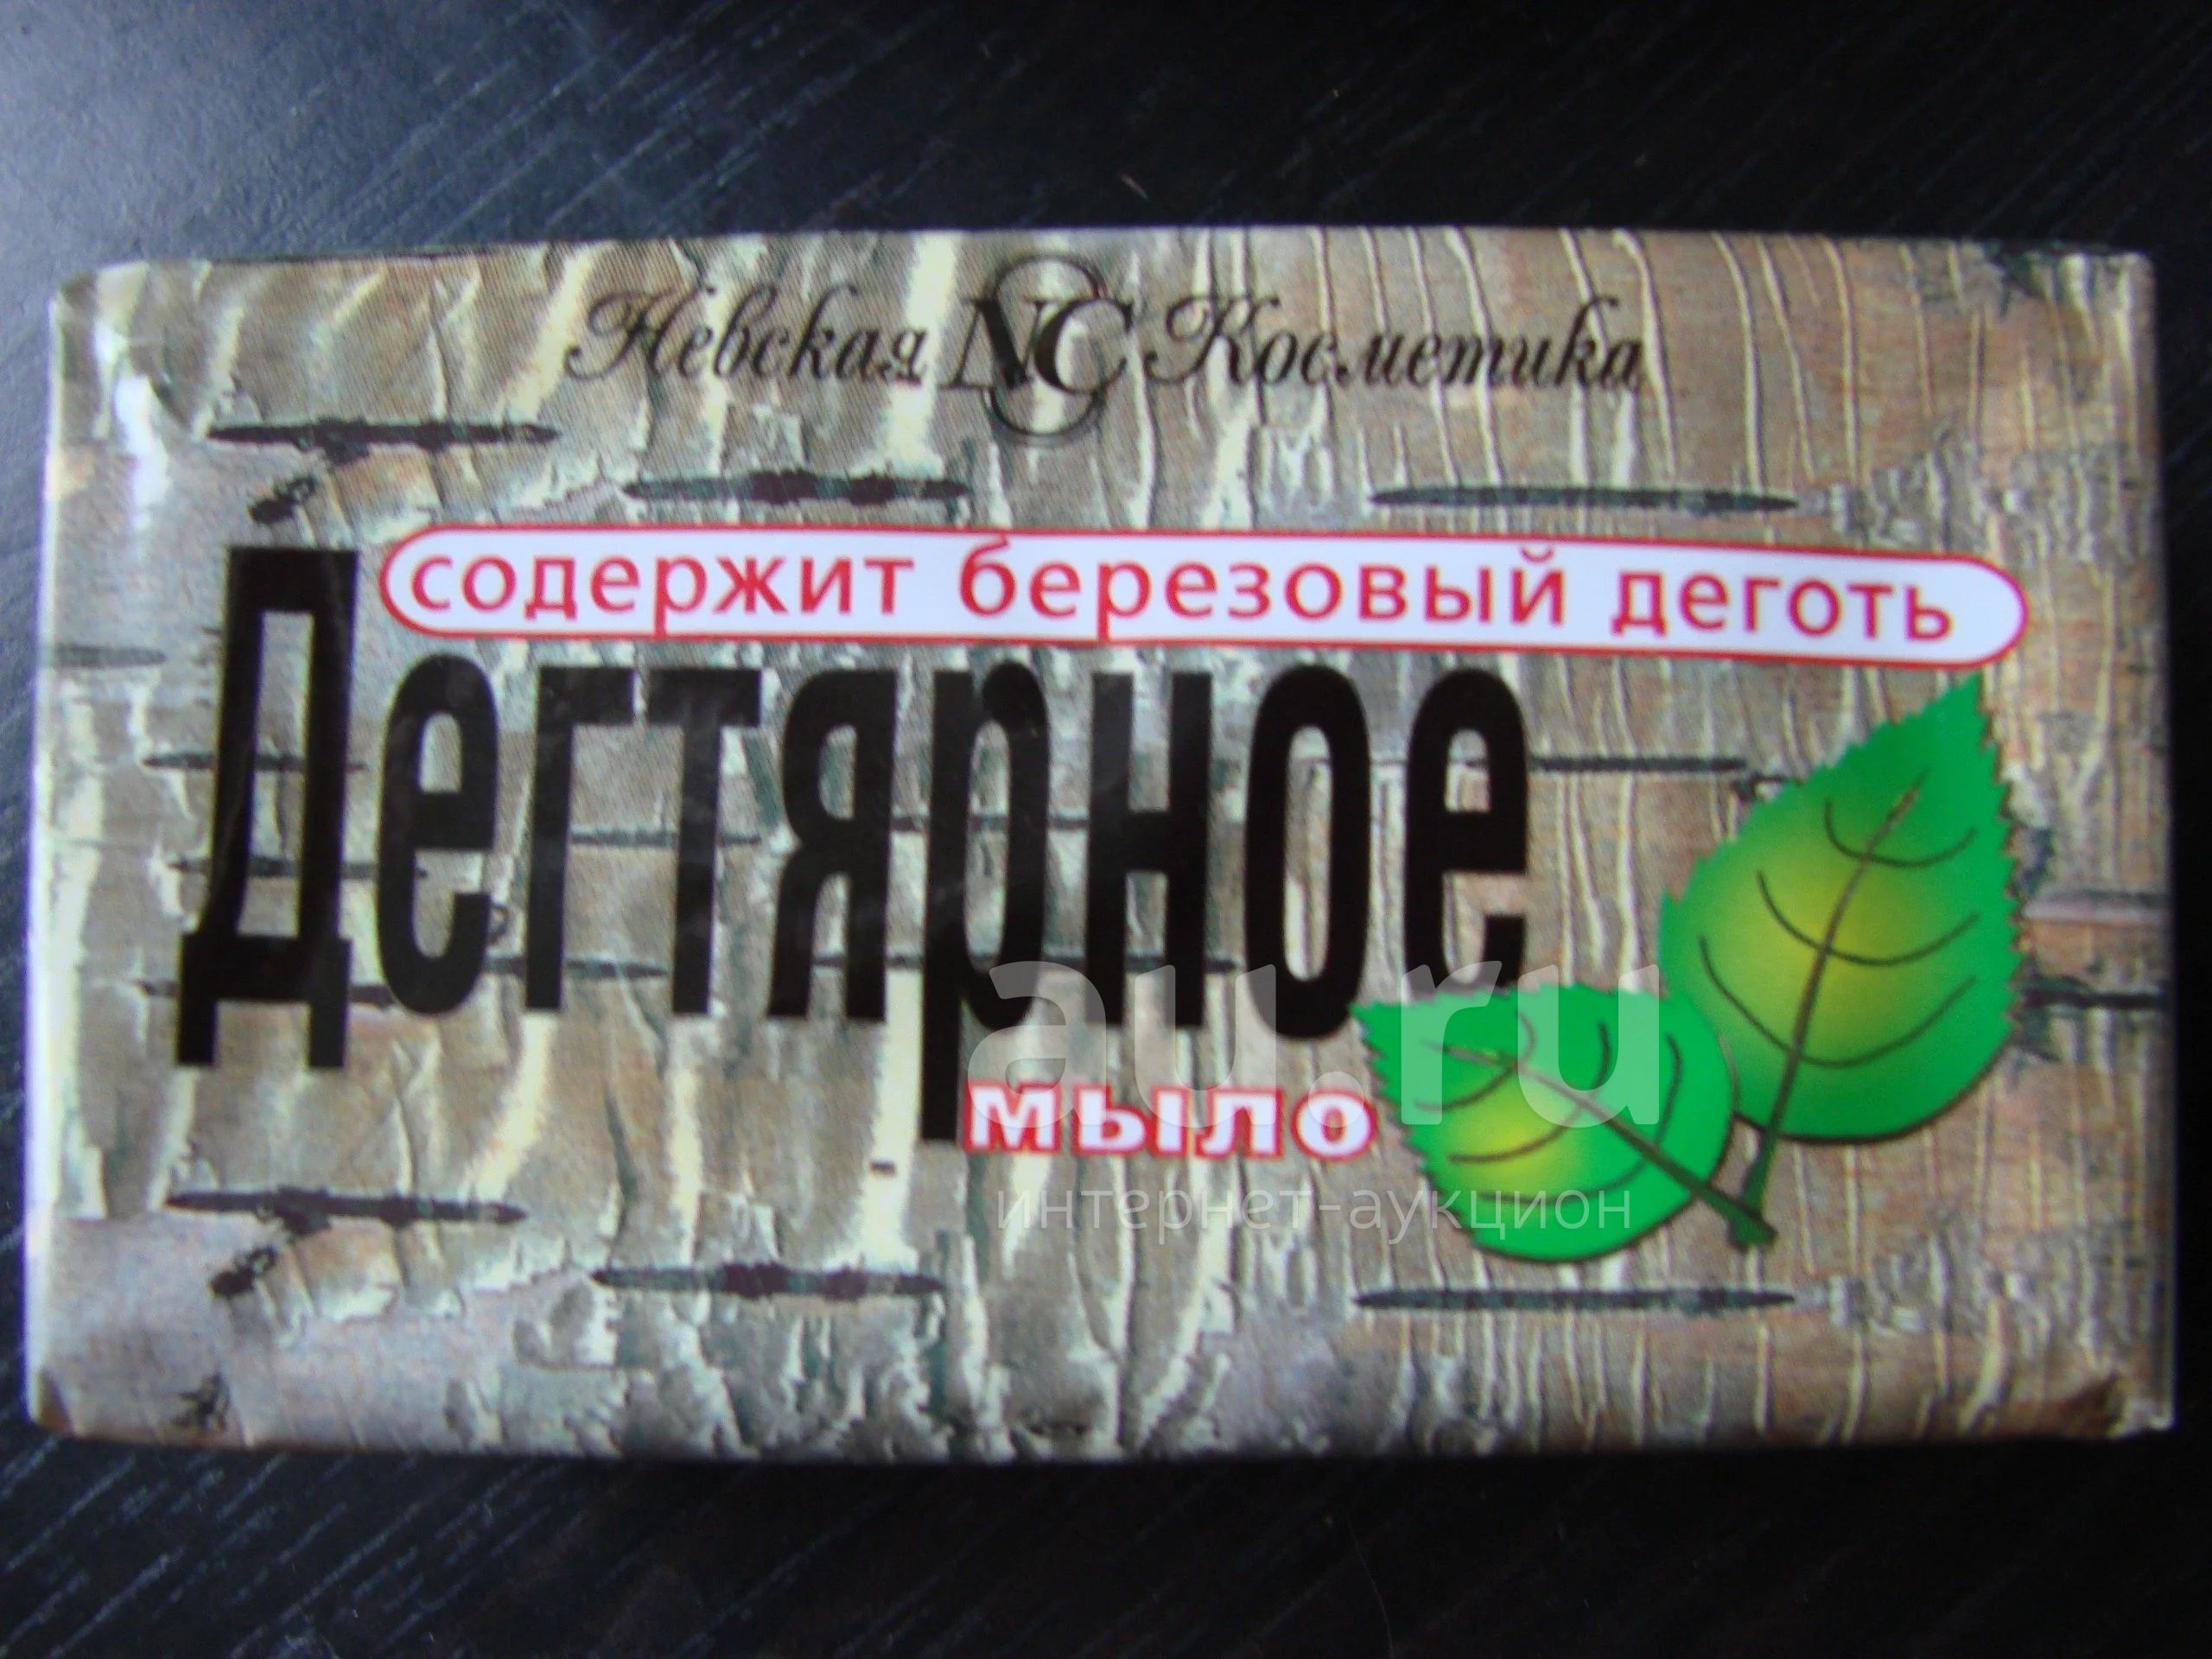 Невская NC Косметика
содержит березовый деготь
Дегтярное
мыло
au.ru
интернет-аукцион